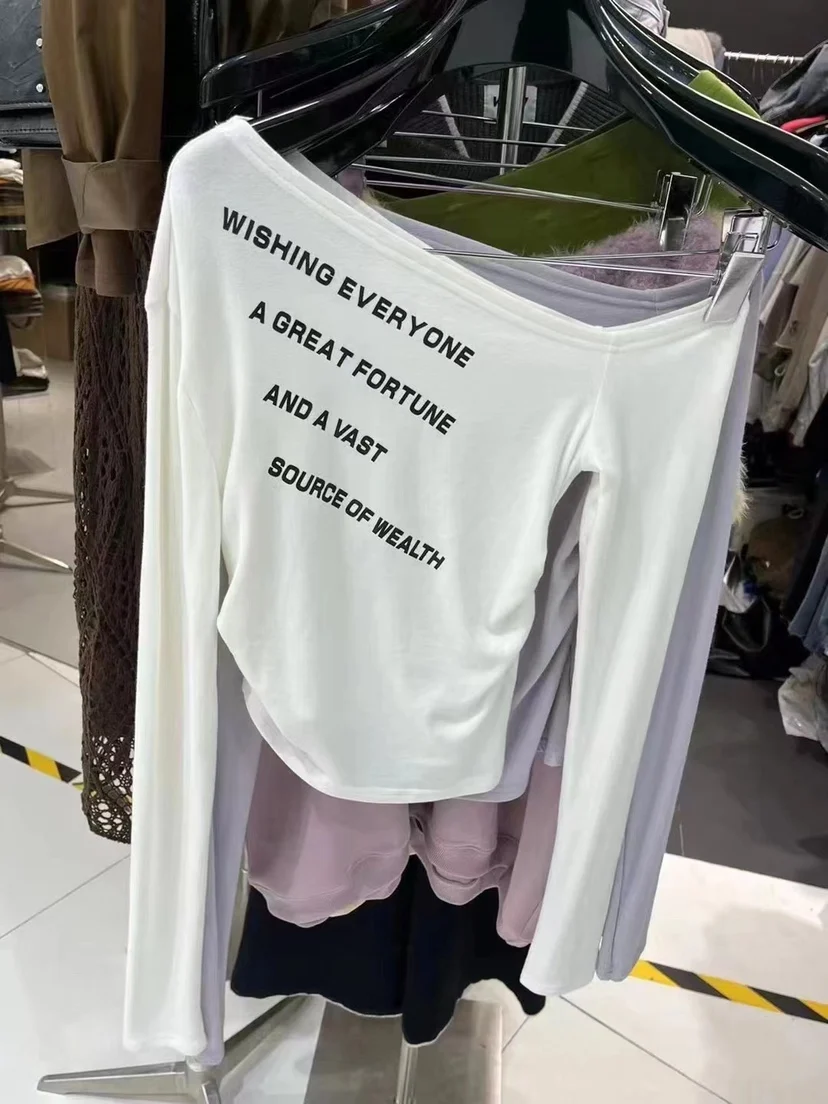 WISHING EVERYONE
A GREAT FORTUNE
AND A VAST
SOURCE OF WEALTH